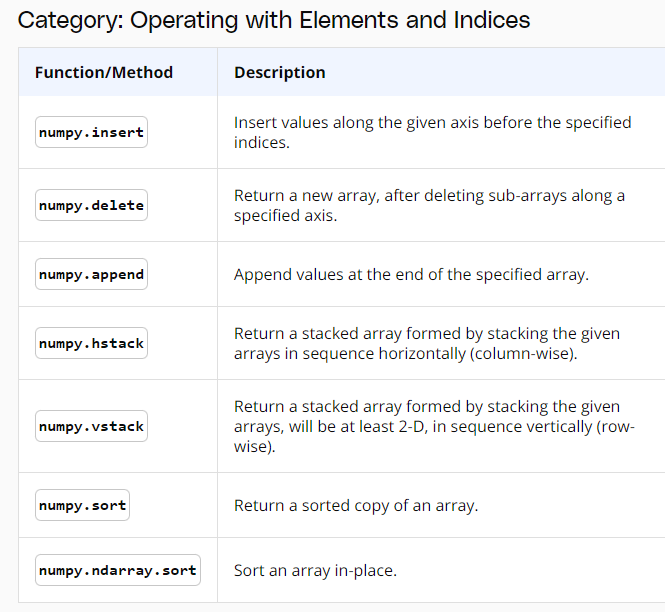 Category: Operating with Elements and Indices
Function/Method
Description
numpy.insert
Insert values along the given axis before the specified
indices.
numpy.delete
Return a new array, after deleting sub-arrays along a
specified axis.
numpy.append
Append values at the end of the specified array.
numpy.hstack
Return a stacked array formed by stacking the given
arrays in sequence horizontally (column-wise).
numpy.vstack
Return a stacked array formed by stacking the given
arrays, will be at least 2-D, in sequence vertically (row-
wise).
numpy.sort
Return a sorted copy of an array.
numpy.ndarray.sort
Sort an array in-place.